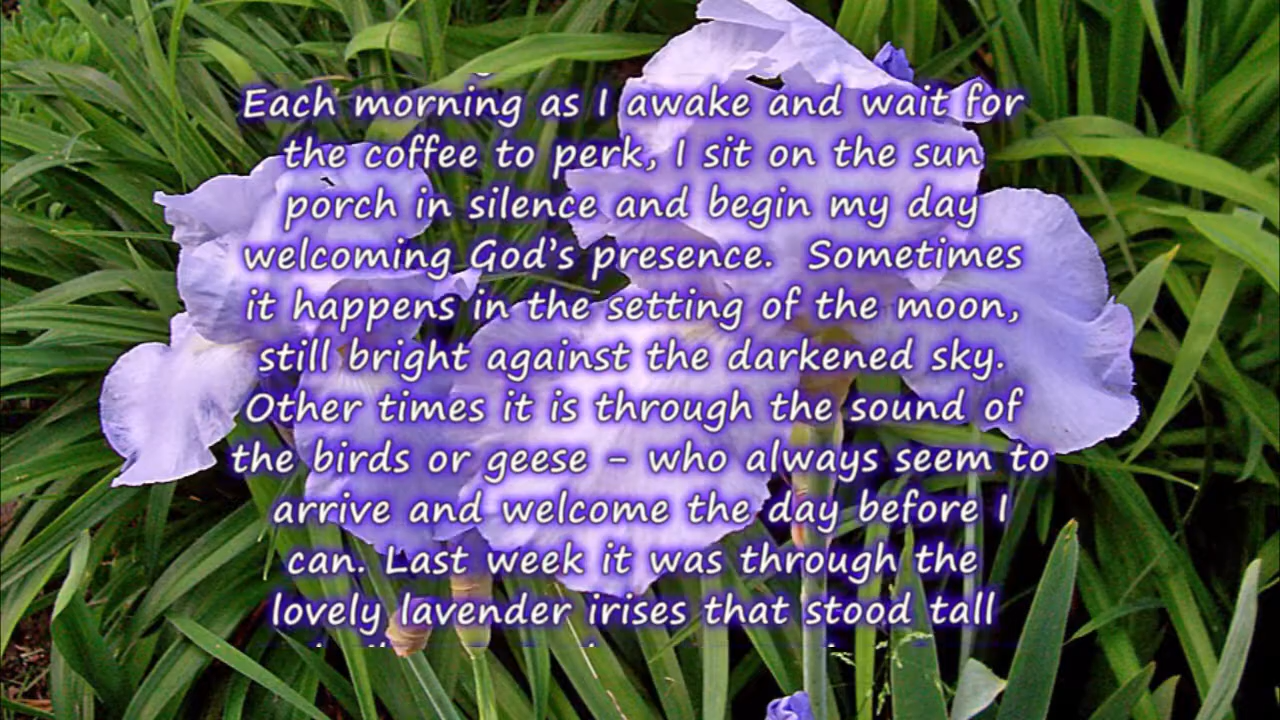 Each morning as I awake and wait for
the coffee to perk, I sit on the sun
porch in silence and begin my day
welcoming God's presence.  Sometimes
it happens in the setting of the moon,
still bright against the darkened sky.
Other times it is through the sound of
the birds or geese - who always seem to
arrive and welcome the day before I
can. Last week it was through the
lovely lavender irises that stood tall